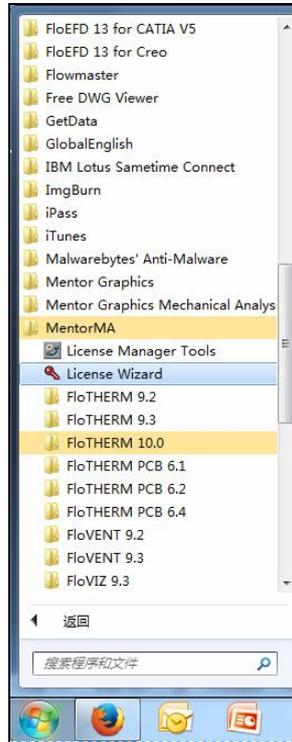 FloEFD 13 for CATIA V5
FloEFD 13 for Creo
Flowmaster
Free DWG Viewer
GetData
GlobalEnglish
IBM Lotus Sametime Connect
ImgBurn
iPass
iTunes
Malwarebytes' Anti-Malware
Mentor Graphics
Mentor Graphics Mechanical Analys
MentorMA
License Manager Tools
License Wizard
FloTHERM 9.2
FloTHERM 9.3
FloTHERM 10.0
FloTHERM PCB 6.1
FloTHERM PCB 6.2
FloTHERM PCB 6.4
FloVENT 9.2
FloVENT 9.3
FloVIZ 9.3
返回
搜索程序和文件